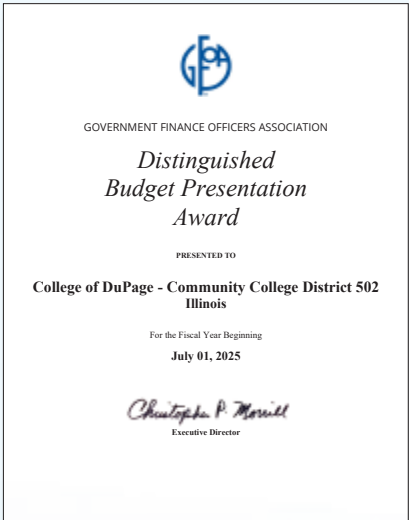 GFOA
GOVERNMENT FINANCE OFFICERS ASSOCIATION
Distinguished
Budget Presentation
Award
PRESENTED TO
College of DuPage - Community College District 502
Illinois
For the Fiscal Year Beginning
July 01, 2025
Christopher P. Morrill
Executive Director